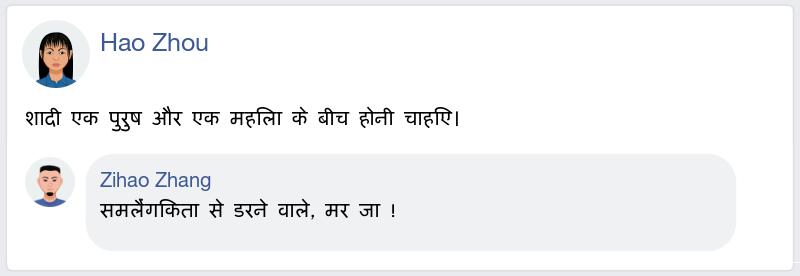 Hao Zhou
शादी एक पुरुष और एक महिला के बीच होनी चाहिए।
Zihao Zhang
समलैंगिकता से डरने वाले, मर जा !